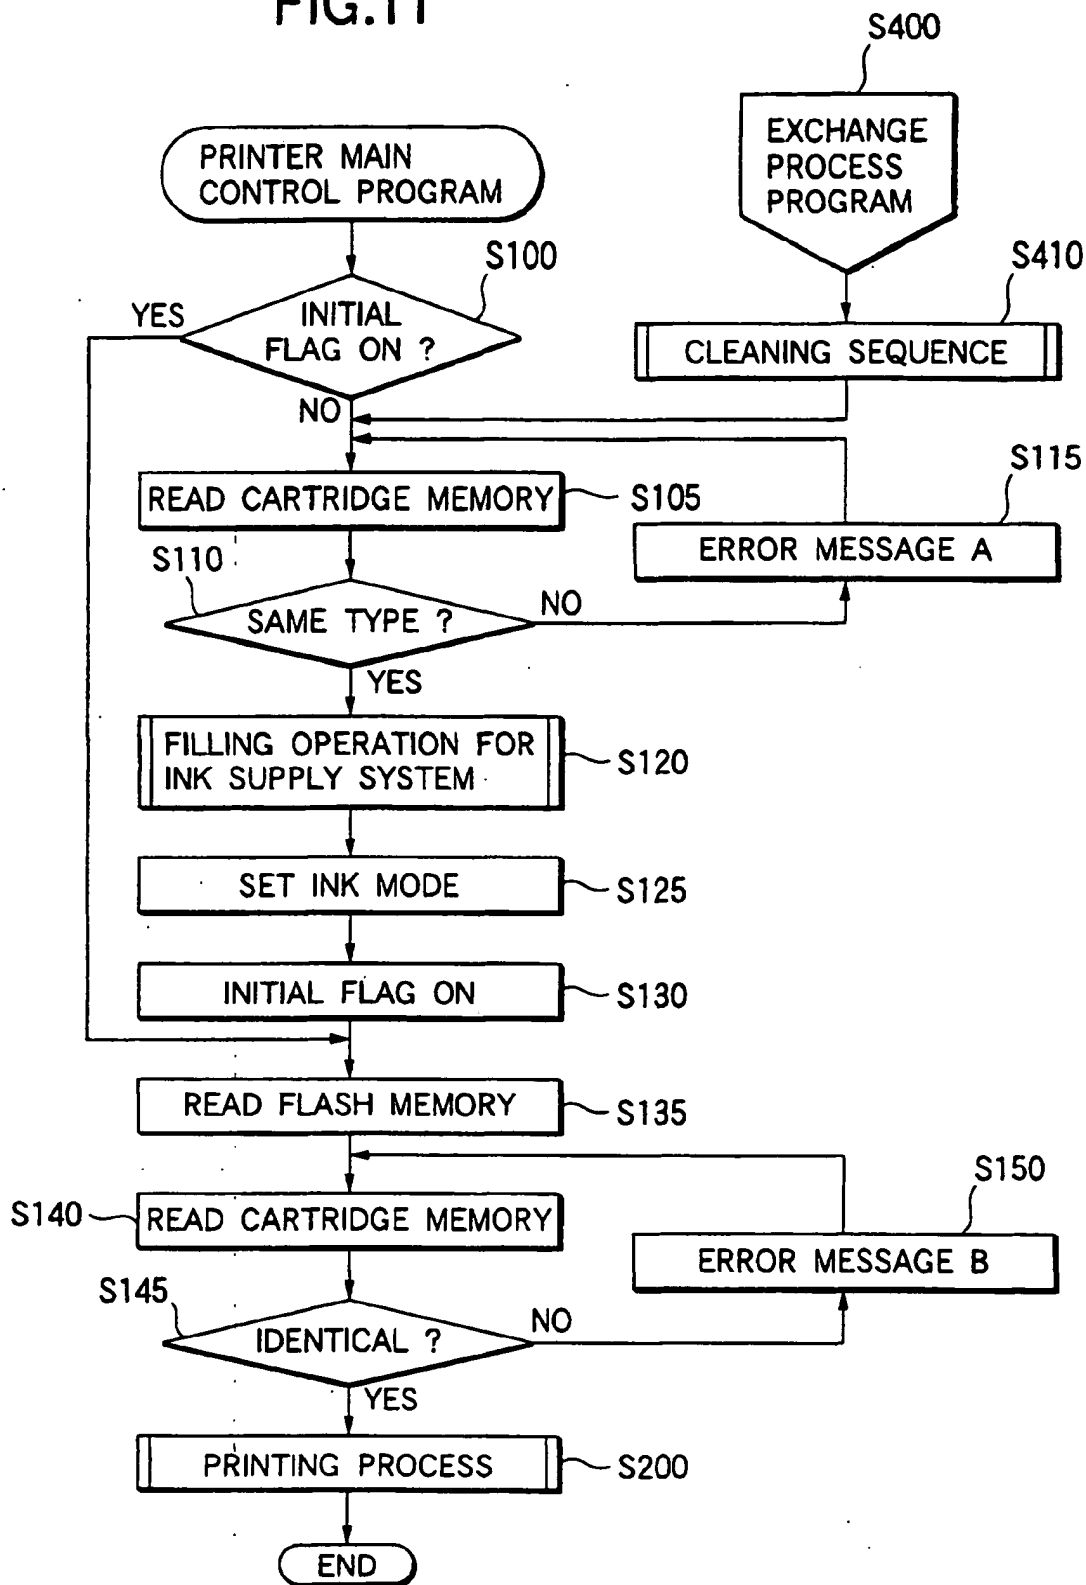 FIG.11
S400
EXCHANGE
PROCESS
PROGRAM
PRINTER MAIN
CONTROL PROGRAM
S100
S410
YES
INITIAL
FLAG ON ?
CLEANING SEQUENCE
NO
S115
READ CARTRIDGE MEMORY
S105
ERROR MESSAGE A
S110
SAME TYPE ?
NO
YES
FILLING OPERATION FOR
INK SUPPLY SYSTEM
S120
SET INK MODE
S125
INITIAL FLAG ON
S130
READ FLASH MEMORY
S135
S150
S140
READ CARTRIDGE MEMORY
ERROR MESSAGE B
S145
IDENTICAL ?
NO
YES
PRINTING PROCESS
S200
END